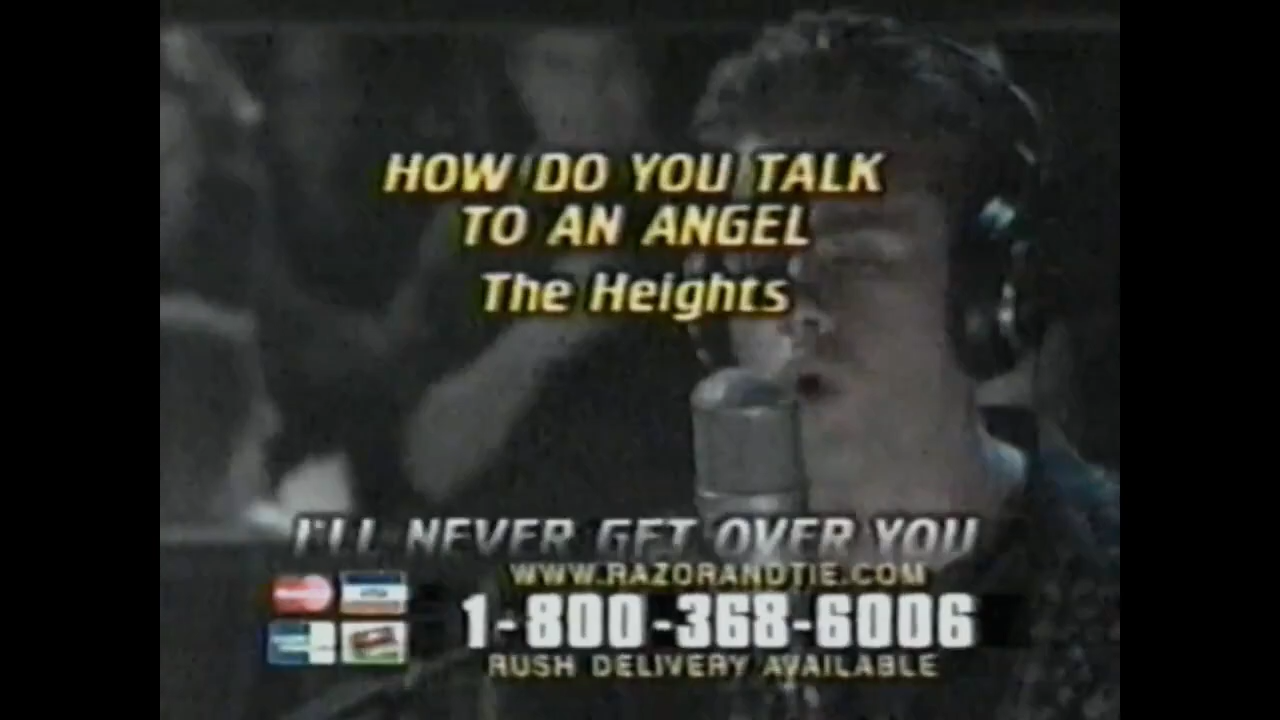 HOW DO YOU TALK
TO AN ANGEL
The Heights
I'LL NEVER GET OVER YOU
WWW.RAZORANDTIE.COM
VISA
1-800-368-6006
RUSH DELIVERY AVAILABLE